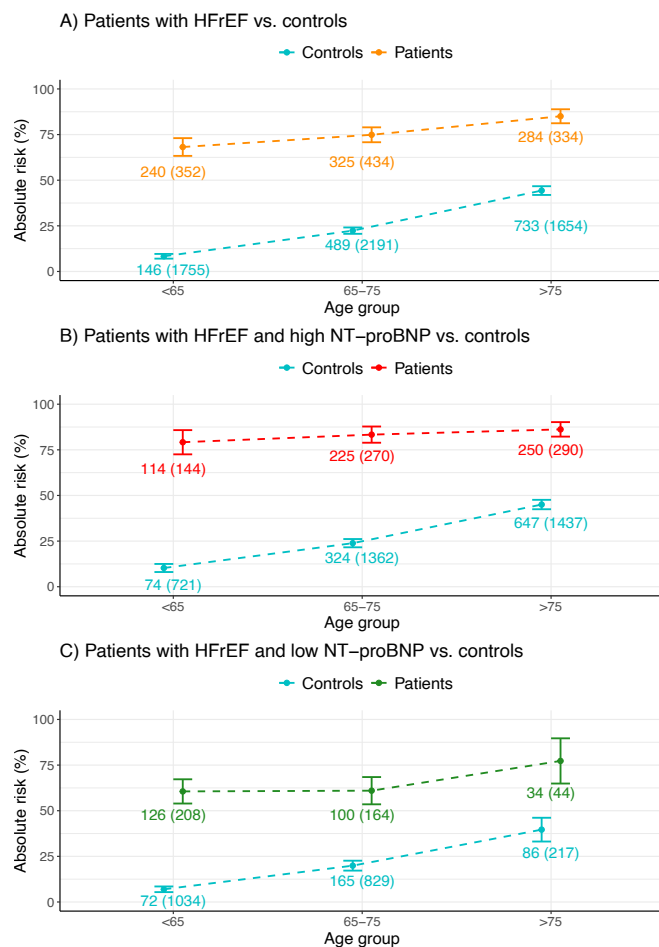 A) Patients with HFrEF vs. controls
Controls Patients
Absolute risk (%)
100
75
50
25
0
240 (352)
325 (434)
284 (334)
146 (1755)
489 (2191)
733 (1654)
<65 65−75 >75
Age group
B) Patients with HFrEF and high NT−proBNP vs. controls
Controls Patients
Absolute risk (%)
100
75
50
25
0
114 (144)
225 (270)
250 (290)
74 (721)
324 (1362)
647 (1437)
<65 65−75 >75
Age group
C) Patients with HFrEF and low NT−proBNP vs. controls
Controls Patients
Absolute risk (%)
100
75
50
25
0
126 (208)
100 (164)
34 (44)
72 (1034)
165 (829)
86 (217)
<65 65−75 >75
Age group